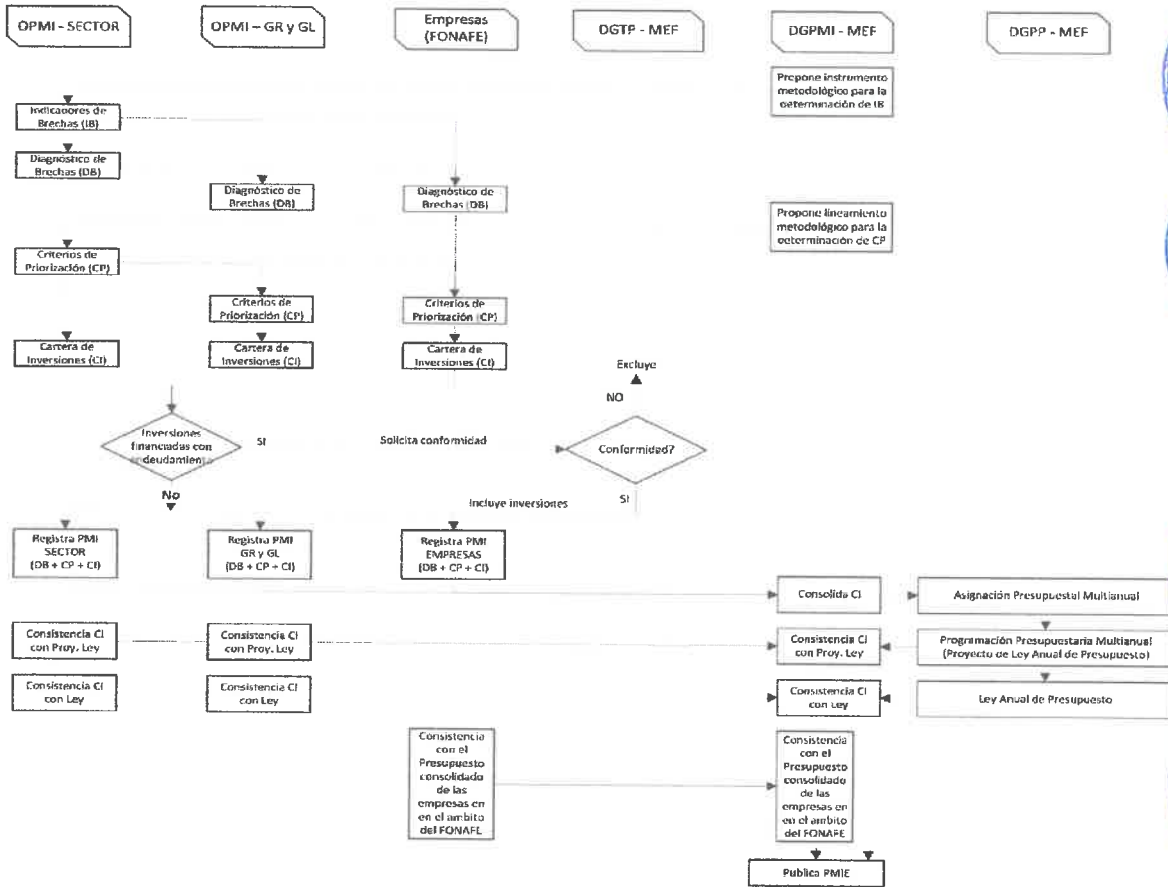 OPMI - SECTOR
OPMI – GR y GL
Empresas
(FONAFE)
DGTP - MEF
DGPMI - MEF
DGPP - MEF
Propone instrumento
metodológico para la
determinación de IB
Indicadores de
Brechas (IB)
Diagnóstico de
Brechas (DB)
Diagnóstico de
Brechas (DB)
Diagnóstico de
Brechas (DB)
Propone lineamiento
metodológico para la
determinación de CP
Criterios de
Priorización (CP)
Criterios de
Priorización (CP)
Criterios de
Priorización (CP)
Cartera de
Inversiones (CI)
Cartera de
Inversiones (CI)
Cartera de
Inversiones (CI)
Excluye
NO
Inversiones
financiadas con
endeudamiento
SI
Solicita conformidad
Conformidad?
No
Incluye inversiones
SI
Registra PMI
SECTOR
(DB + CP + CI)
Registra PMI
GR y GL
(DB + CP + CI)
Registra PMI
EMPRESAS
(DB + CP + CI)
Consolida CI
Asignación Presupuestal Multianual
Consistencia CI
con Proy. Ley
Consistencia CI
con Proy. Ley
Consistencia CI
con Proy. Ley
Programación Presupuestaria Multianual
(Proyecto de Ley Anual de Presupuesto)
Consistencia CI
con Ley
Consistencia CI
con Ley
Consistencia CI
con Ley
Ley Anual de Presupuesto
Consistencia
con el
Presupuesto
consolidado
de las
empresas en
en el ambito
del FONAFE
Consistencia
con el
Presupuesto
consolidado
de las
empresas en
en el ambito
del FONAFE
Publica PMIE